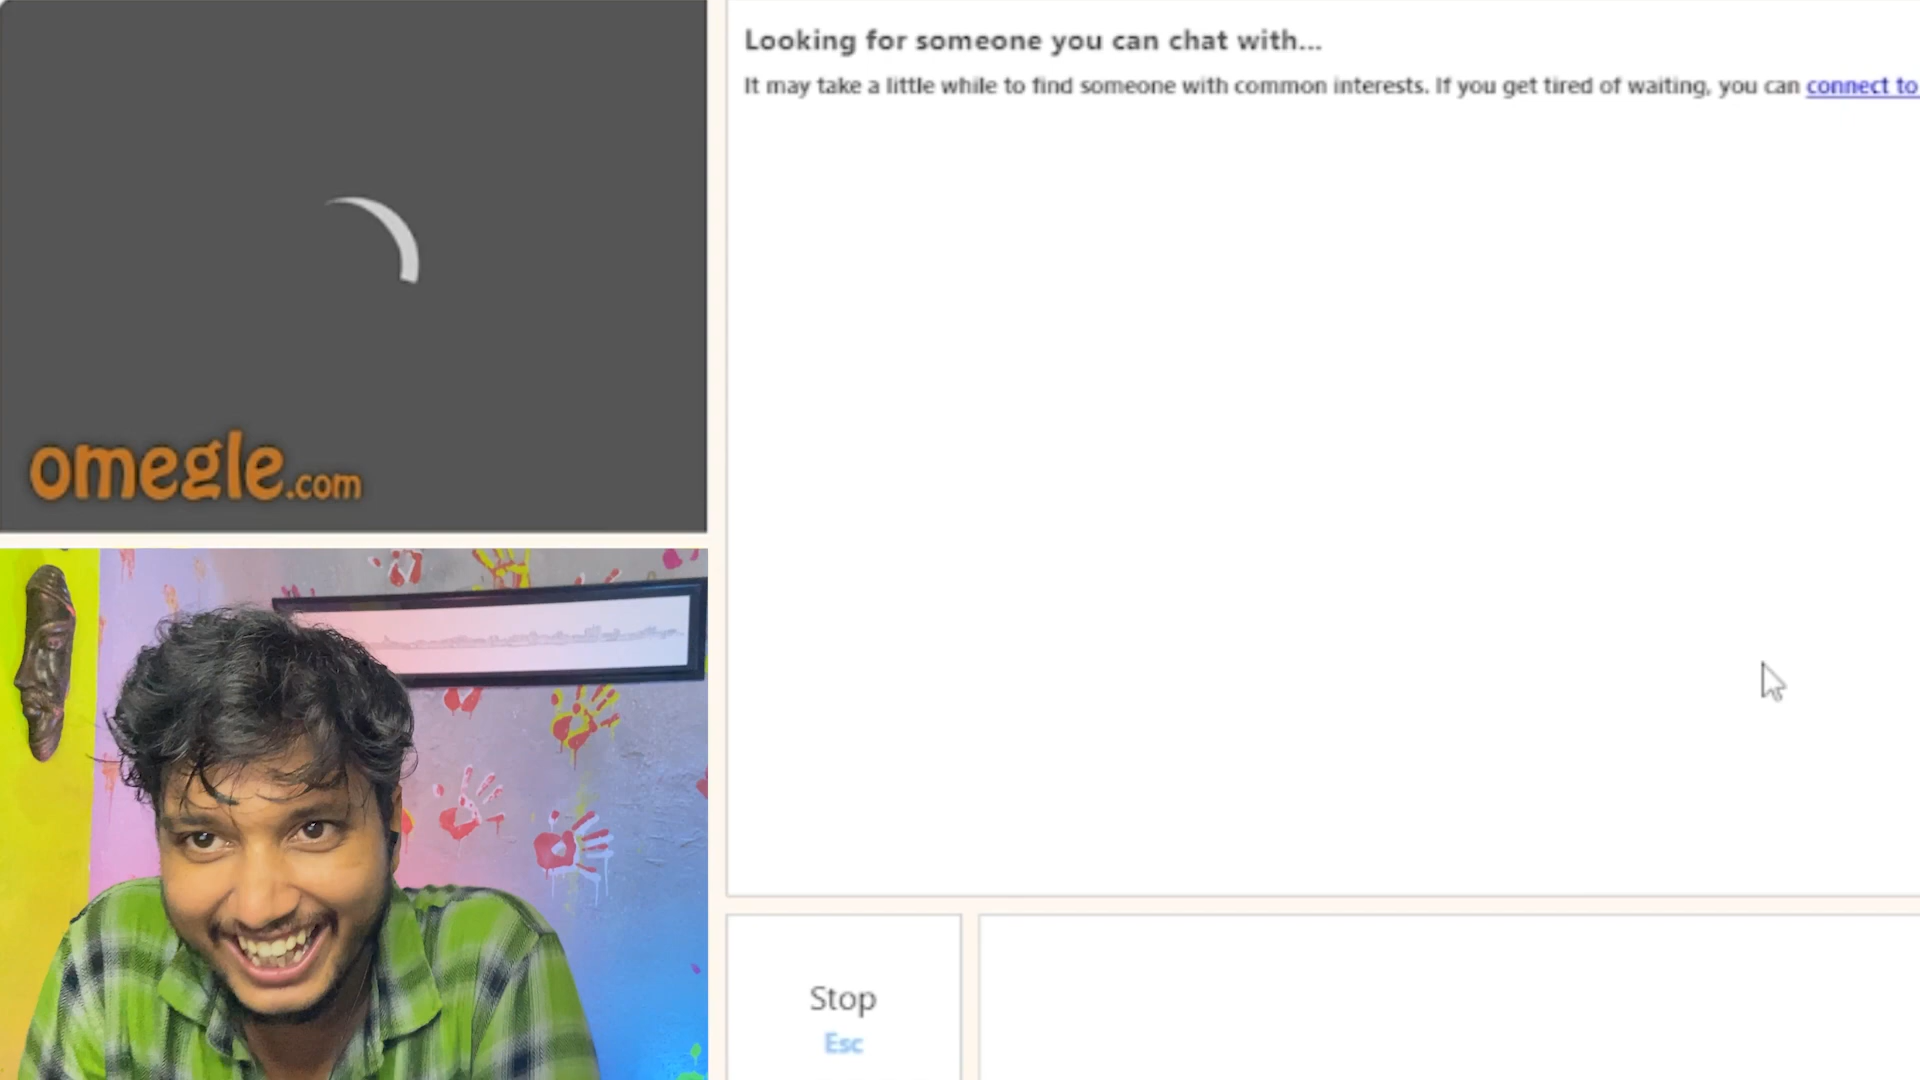 Looking for someone you can chat with...
It may take a little while to find someone with common interests. If you get tired of waiting, you can connect to
omegle.com
Stop
Esc